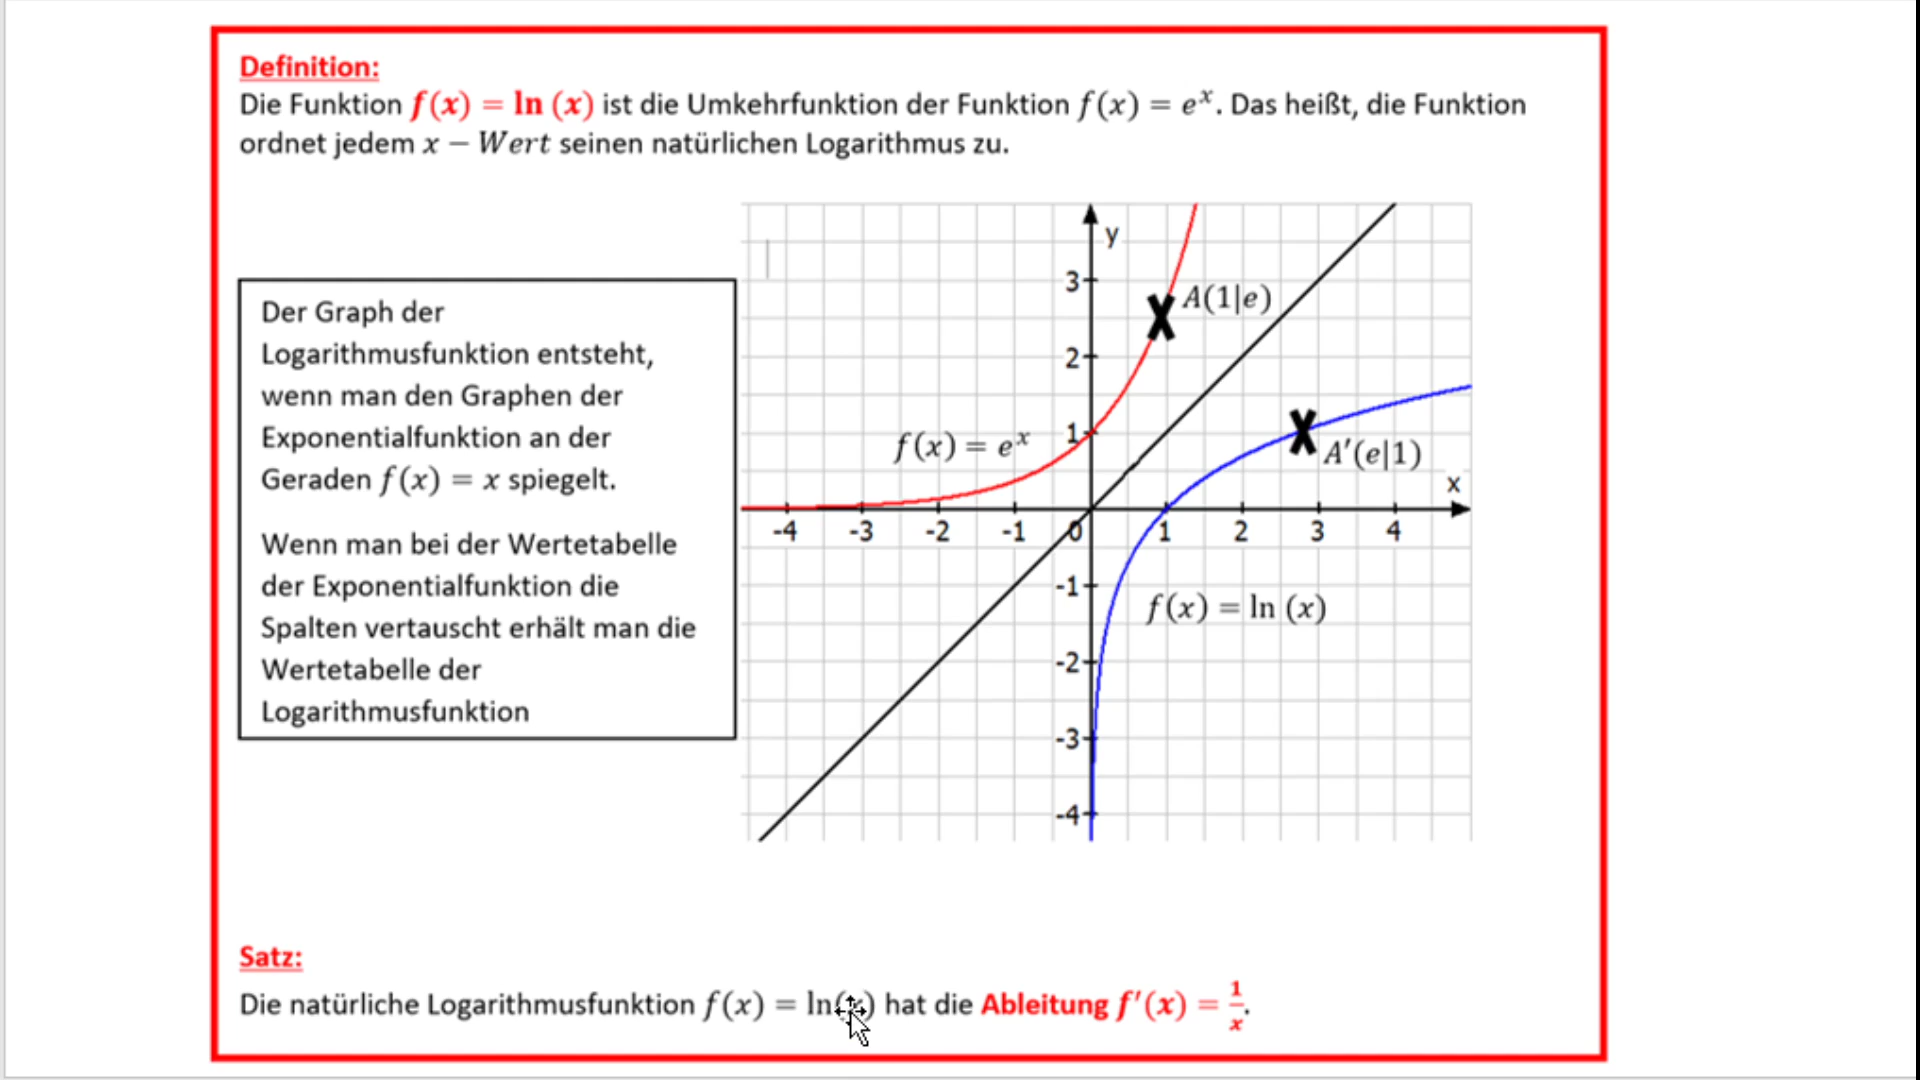 Definition:
Die Funktion f(x) = ln (x) ist die Umkehrfunktion der Funktion f(x) = eˣ. Das heißt, die Funktion
ordnet jedem x − Wert seinen natürlichen Logarithmus zu.
Der Graph der
Logarithmusfunktion entsteht,
wenn man den Graphen der
Exponentialfunktion an der
Geraden f(x) = x spiegelt.
Wenn man bei der Wertetabelle
der Exponentialfunktion die
Spalten vertauscht erhält man die
Wertetabelle der
Logarithmusfunktion
y
3
A(1|e)
2
f(x) = eˣ
1
A′(e|1)
x
-4 -3 -2 -1 0 1 2 3 4
-1
f(x) = ln (x)
-2
-3
-4
Satz:
Die natürliche Logarithmusfunktion f(x) = ln(x) hat die Ableitung f′(x) = 1/x.